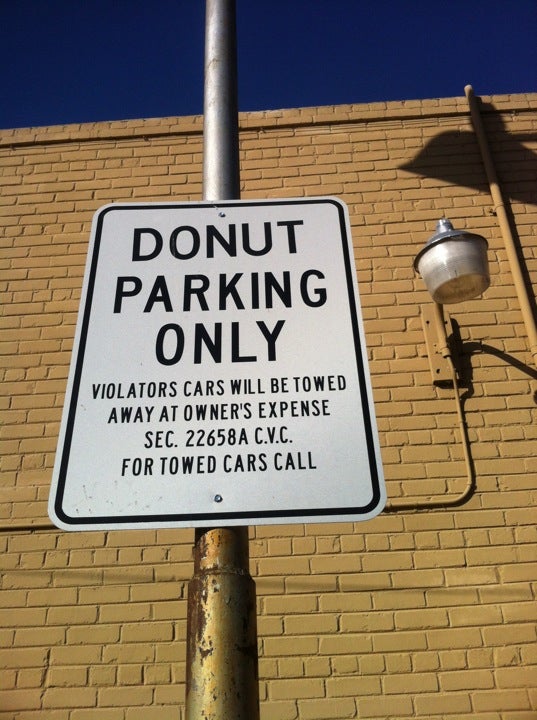 DONUT
PARKING
ONLY
VIOLATORS CARS WILL BE TOWED
AWAY AT OWNER'S EXPENSE
SEC. 22658A C.V.C.
FOR TOWED CARS CALL